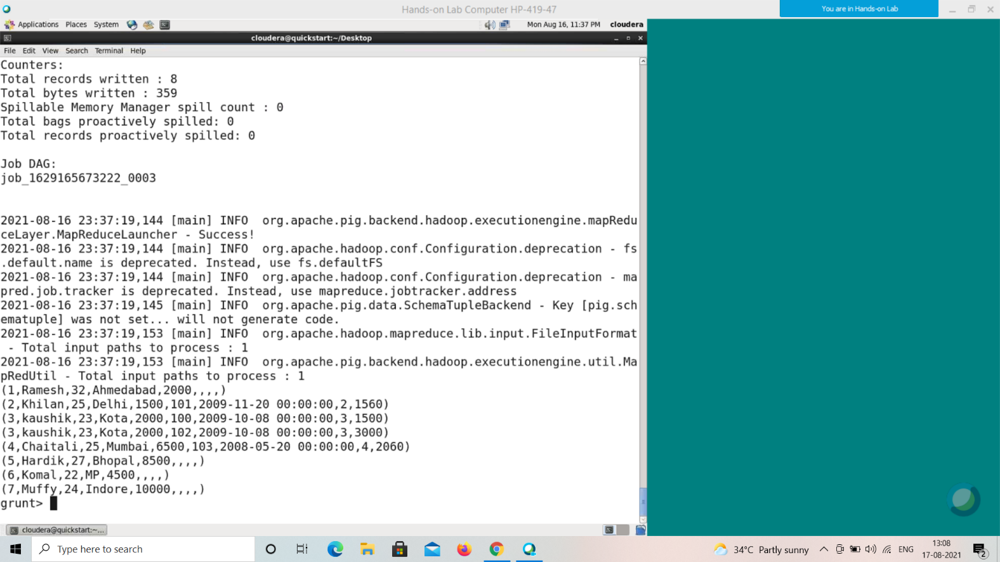 Hands-on Lab Computer HP-419-47
You are in Hands-on Lab
Applications Places System
Mon Aug 16, 11:37 PM cloudera
cloudera@quickstart:~/Desktop
File Edit View Search Terminal Help
Counters:
Total records written : 8
Total bytes written : 359
Spillable Memory Manager spill count : 0
Total bags proactively spilled: 0
Total records proactively spilled: 0
Job DAG:
job_1629165673222_0003
2021-08-16 23:37:19,144 [main] INFO  org.apache.pig.backend.hadoop.executionengine.mapRedu
ceLayer.MapReduceLauncher - Success!
2021-08-16 23:37:19,144 [main] INFO  org.apache.hadoop.conf.Configuration.deprecation - fs
.default.name is deprecated. Instead, use fs.defaultFS
2021-08-16 23:37:19,144 [main] INFO  org.apache.hadoop.conf.Configuration.deprecation - ma
pred.job.tracker is deprecated. Instead, use mapreduce.jobtracker.address
2021-08-16 23:37:19,145 [main] INFO  org.apache.pig.data.SchemaTupleBackend - Key [pig.sch
ematuple] was not set... will not generate code.
2021-08-16 23:37:19,153 [main] INFO  org.apache.hadoop.mapreduce.lib.input.FileInputFormat
 - Total input paths to process : 1
2021-08-16 23:37:19,153 [main] INFO  org.apache.pig.backend.hadoop.executionengine.util.Ma
pRedUtil - Total input paths to process : 1
(1,Ramesh,32,Ahmedabad,2000,,,,)
(2,Khilan,25,Delhi,1500,101,2009-11-20 00:00:00,2,1560)
(3,kaushik,23,Kota,2000,100,2009-10-08 00:00:00,3,1500)
(3,kaushik,23,Kota,2000,102,2009-10-08 00:00:00,3,3000)
(4,Chaitali,25,Mumbai,6500,103,2008-05-20 00:00:00,4,2060)
(5,Hardik,27,Bhopal,8500,,,,)
(6,Komal,22,MP,4500,,,,)
(7,Muffy,24,Indore,10000,,,,)
grunt>
cloudera@quickstart:~...
Type here to search
34°C Partly sunny
ENG
13:08
17-08-2021
2